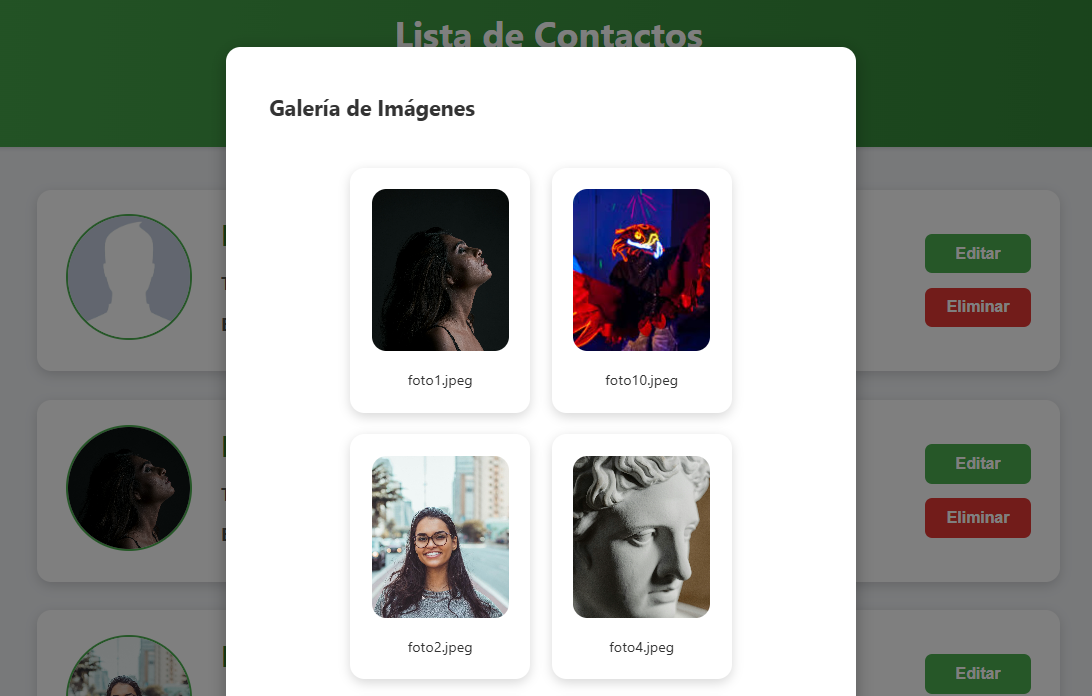 Lista de Contactos
Galería de Imágenes
foto1.jpeg
foto10.jpeg
foto2.jpeg
foto4.jpeg
Editar
Eliminar
Editar
Eliminar
Editar